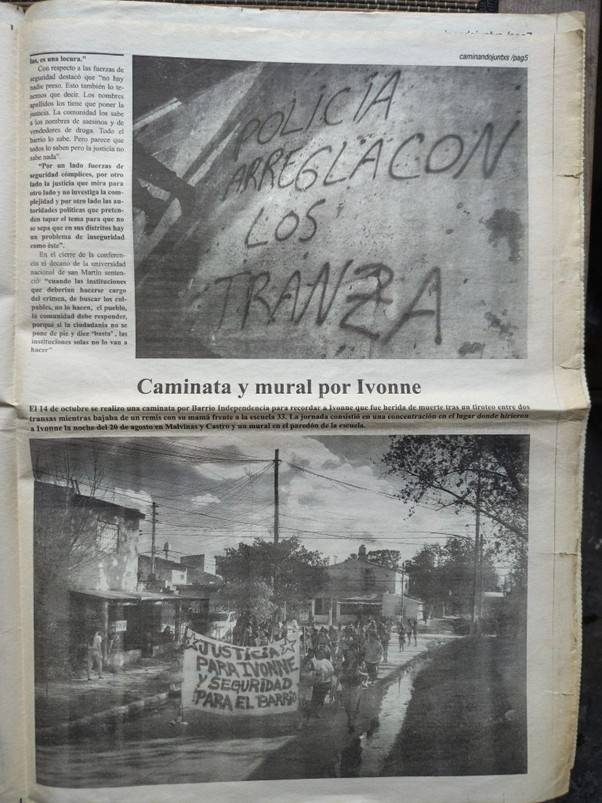 caminandojuntxs /pag5
las, es una locura."
Con respecto a las fuerzas de
seguridad destacó que "no hay
nadie preso. Esto también lo te-
nemos que decir. Los nombres
apellidos los tiene que poner la
justicia. La comunidad los sabe
a los nombres de asesinos y de
vendedores de droga. Todo el
barrio lo sabe. Pero parece que
todos lo saben pero la justicia no
sabe nada".
"Por un lado fuerzas de
seguridad cómplices, por otro
lado la justicia que mira para
otro lado y no investiga la com-
plejidad y por otro lado las au-
toridades políticas que preten-
den tapar el tema para que no
se sepa que en sus distritos hay
un problema de inseguridad
como éste".
En el cierre de la conferen-
cia el decano de la universidad
nacional de san Martín senten-
ció: "cuando las instituciones
que deberían hacerse cargo
del crimen, de buscar los cul-
pables, no lo hacen, el pueblo,
la comunidad debe responder,
porque si la ciudadanía no se
pone de pie y dice "basta", las
instituciones solas no lo van a
hacer"
POLICIA
ARREGLA CON
LOS
TRANZA
Caminata y mural por Ivonne
El 14 de octubre se realizo una caminata por Barrio Independencia para recordar a Ivonne que fue herida de muerte tras un tiroteo entre dos
transas mientras bajaba de un remis con su mamá frente a la escuela 33. La jornada consistió en una concentración en el lugar donde hirieron
a Ivonne la noche del 20 de agosto en Malvinas y Castro y un mural en el paredón de la escuela.
JUSTICIA
PARA IVONNE
Y SEGURIDAD
PARA EL BARRIO